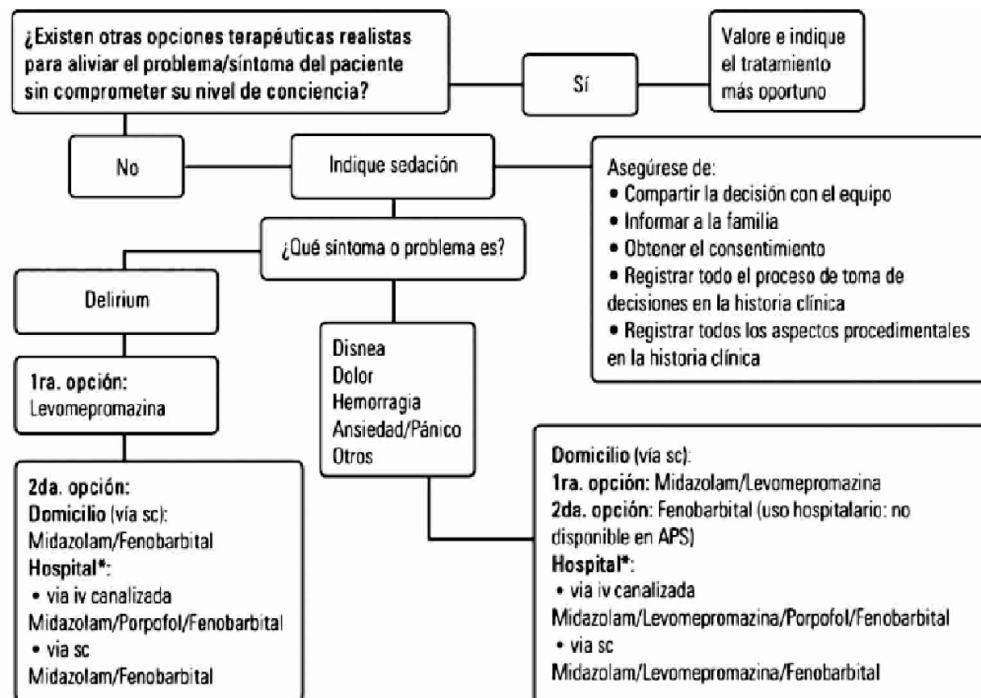 ¿Existen otras opciones terapéuticas realistas
para aliviar el problema/síntoma del paciente
sin comprometer su nivel de conciencia?
Sí
Valore e indique
el tratamiento
más oportuno
No
Indique sedación
Asegúrese de:
• Compartir la decisión con el equipo
• Informar a la familia
• Obtener el consentimiento
• Registrar todo el proceso de toma de
decisiones en la historia clínica
• Registrar todos los aspectos procedimentales
en la historia clínica
¿Qué síntoma o problema es?
Delirium
1ra. opción:
Levomepromazina
2da. opción:
Domicilio (vía sc):
Midazolam/Fenobarbital
Hospital*:
• via iv canalizada
Midazolam/Porpofol/Fenobarbital
• via sc
Midazolam/Fenobarbital
Disnea
Dolor
Hemorragia
Ansiedad/Pánico
Otros
Domicilio (vía sc):
1ra. opción: Midazolam/Levomepromazina
2da. opción: Fenobarbital (uso hospitalario: no
disponible en APS)
Hospital*:
• via iv canalizada
Midazolam/Levomepromazina/Porpofol/Fenobarbital
• via sc
Midazolam/Levomepromazina/Fenobarbital